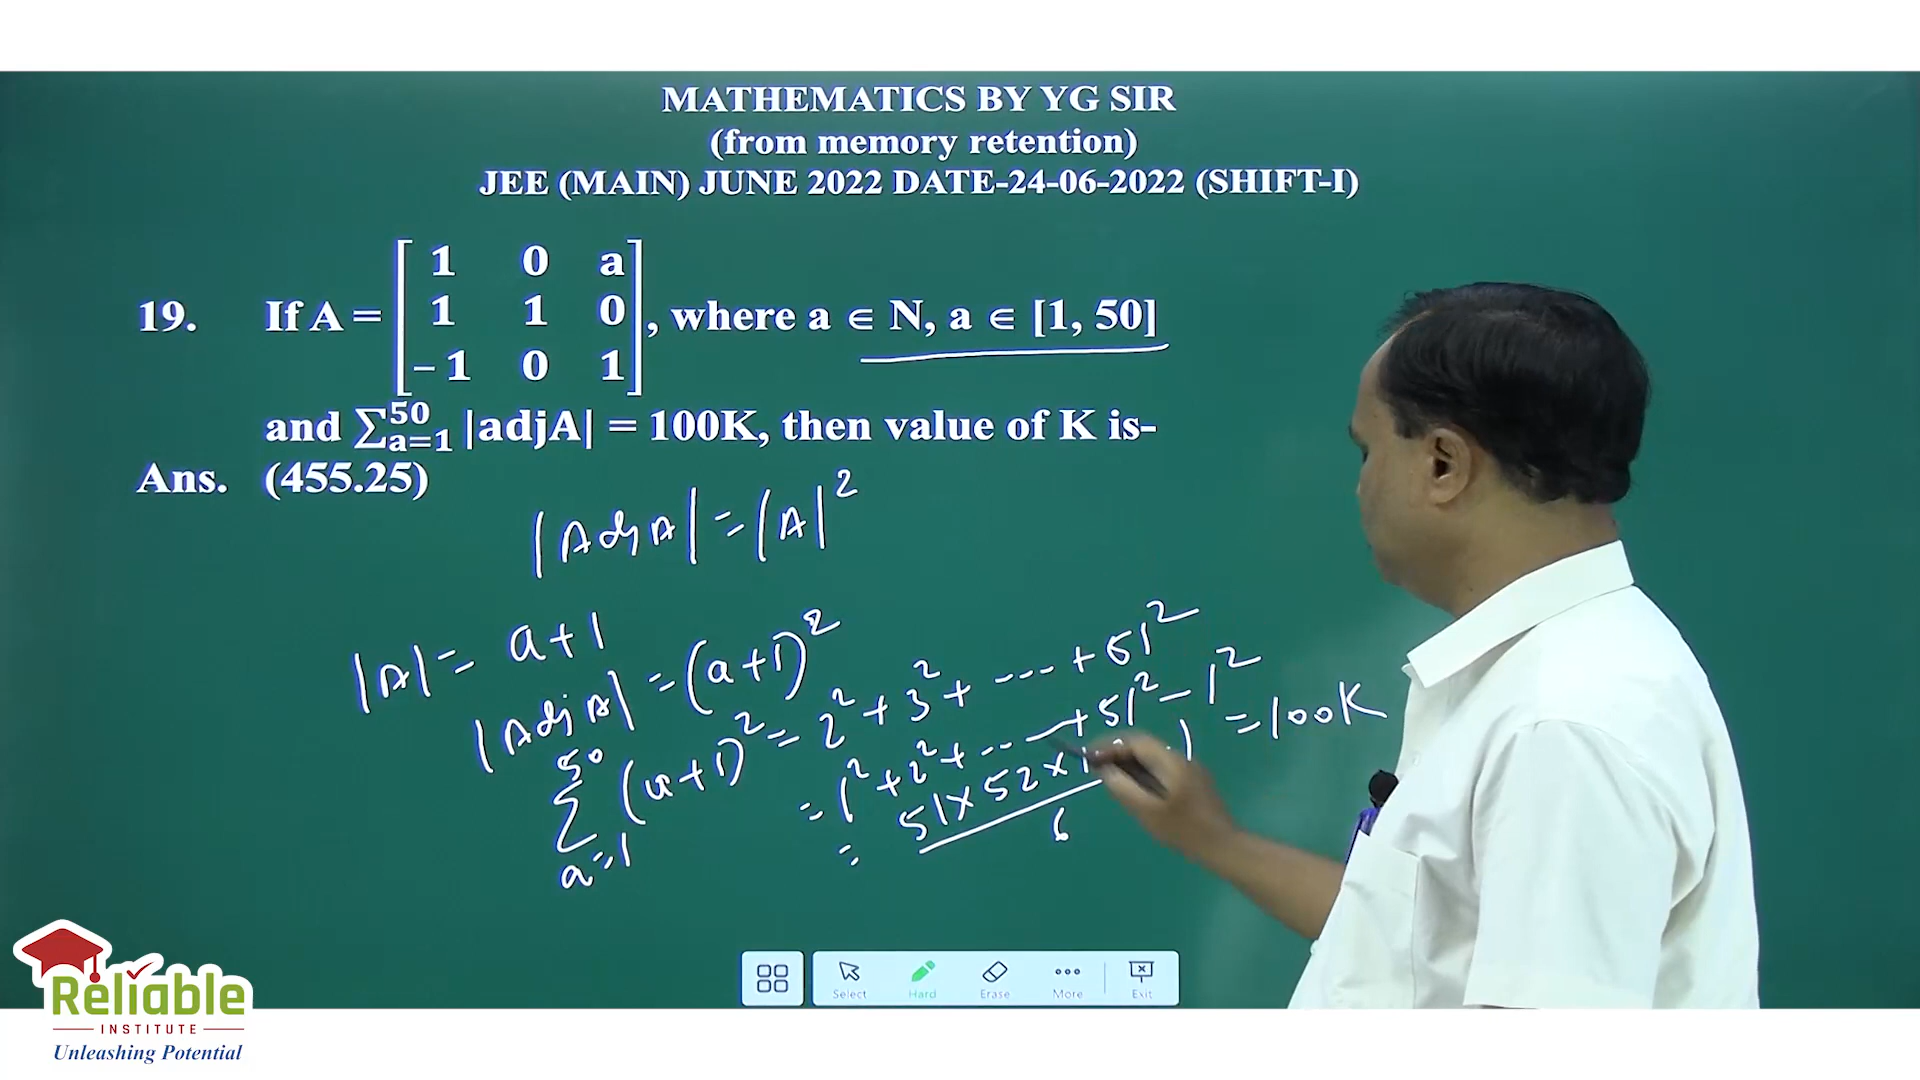 MATHEMATICS BY YG SIR
(from memory retention)
JEE (MAIN) JUNE 2022 DATE-24-06-2022 (SHIFT-I)
19. If A = [1 0 a
1 1 0
−1 0 1], where a ∈ N, a ∈ [1, 50]
and ∑_{a=1}^{50} |adjA| = 100K, then value of K is-
Ans. (455.25)
|AdjA| = |A|²
|A| = a+1
|AdjA| = (a+1)²
∑_{a=1}^{50} (a+1)² = 2² + 3² + ---- + 51²
= 1² + 2² + --- + 51² − 1²
= 51×52× / 6 = 100K
Select Hard Erase More Exit
Reliable
INSTITUTE
Unleashing Potential